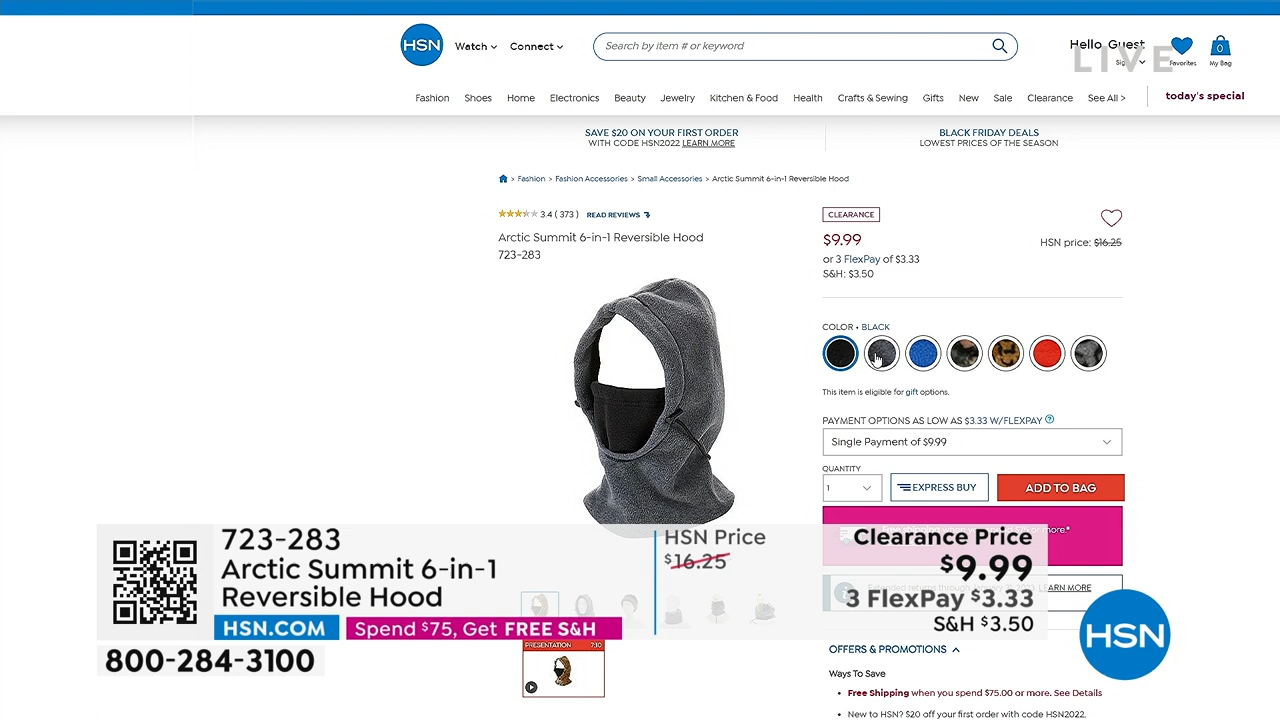 HSN
Watch
Connect
Search by item # or keyword
Hello, Guest
LIVE
Favorites
0
My Bag
Fashion Shoes Home Electronics Beauty Jewelry Kitchen & Food Health Crafts & Sewing Gifts New Sale Clearance See All >
today's special
SAVE $20 ON YOUR FIRST ORDER
WITH CODE HSN2022 LEARN MORE
BLACK FRIDAY DEALS
LOWEST PRICES OF THE SEASON
> Fashion > Fashion Accessories > Small Accessories > Arctic Summit 6-in-1 Reversible Hood
3.4 ( 373 ) READ REVIEWS
Arctic Summit 6-in-1 Reversible Hood
723-283
CLEARANCE
$9.99
HSN price: $16.25
or 3 FlexPay of $3.33
S&H: $3.50
COLOR • BLACK
This item is eligible for gift options.
PAYMENT OPTIONS AS LOW AS $3.33 W/FLEXPAY
Single Payment of $9.99
QUANTITY
1
EXPRESS BUY
ADD TO BAG
LEARN MORE
723-283
Arctic Summit 6-in-1
Reversible Hood
HSN.COM
Spend $75, Get FREE S&H
800-284-3100
HSN Price
$16.25
Clearance Price
$9.99
3 FlexPay $3.33
S&H $3.50
HSN
PRESENTATION 7:10
OFFERS & PROMOTIONS
Ways To Save
• Free Shipping when you spend $75.00 or more. See Details
• New to HSN? $20 off your first order with code HSN2022.